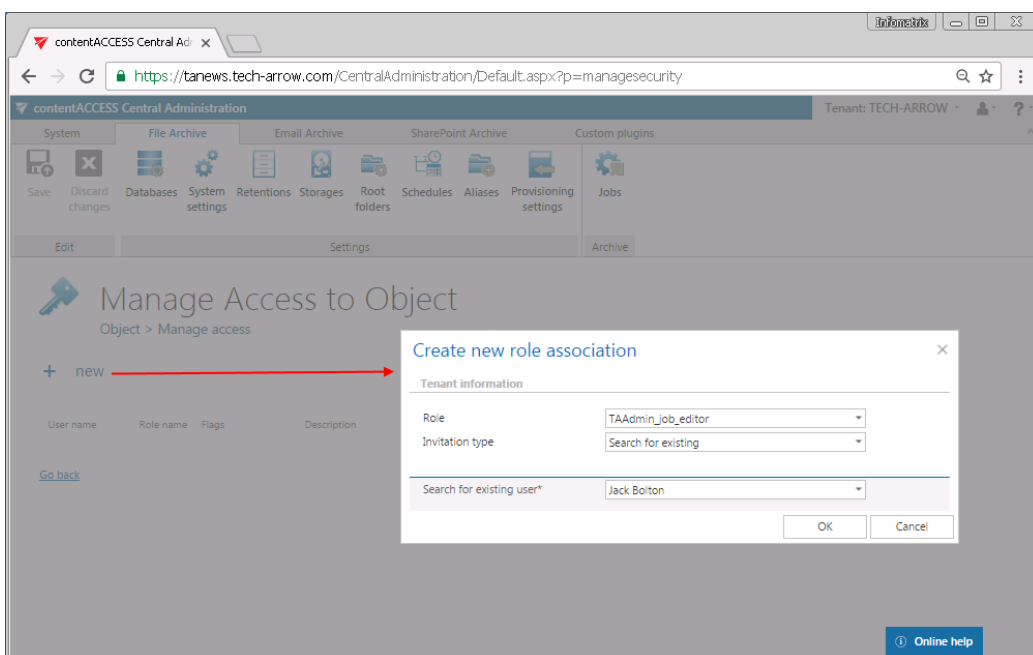 Infomatrix
contentACCESS Central Adr
https://tanews.tech-arrow.com/CentralAdministration/Default.aspx?p=managesecurity
contentACCESS Central Administration
Tenant: TECH-ARROW
?
System File Archive Email Archive SharePoint Archive Custom plugins
Save Discard changes Databases System settings Retentions Storages Root folders Schedules Aliases Provisioning settings Jobs
Edit Settings Archive
Manage Access to Object
Object > Manage access
+ new
User name Role name Flags Description
Go back
Create new role association
Tenant information
Role TAAdmin_job_editor
Invitation type Search for existing
Search for existing user* Jack Bolton
OK Cancel
Online help